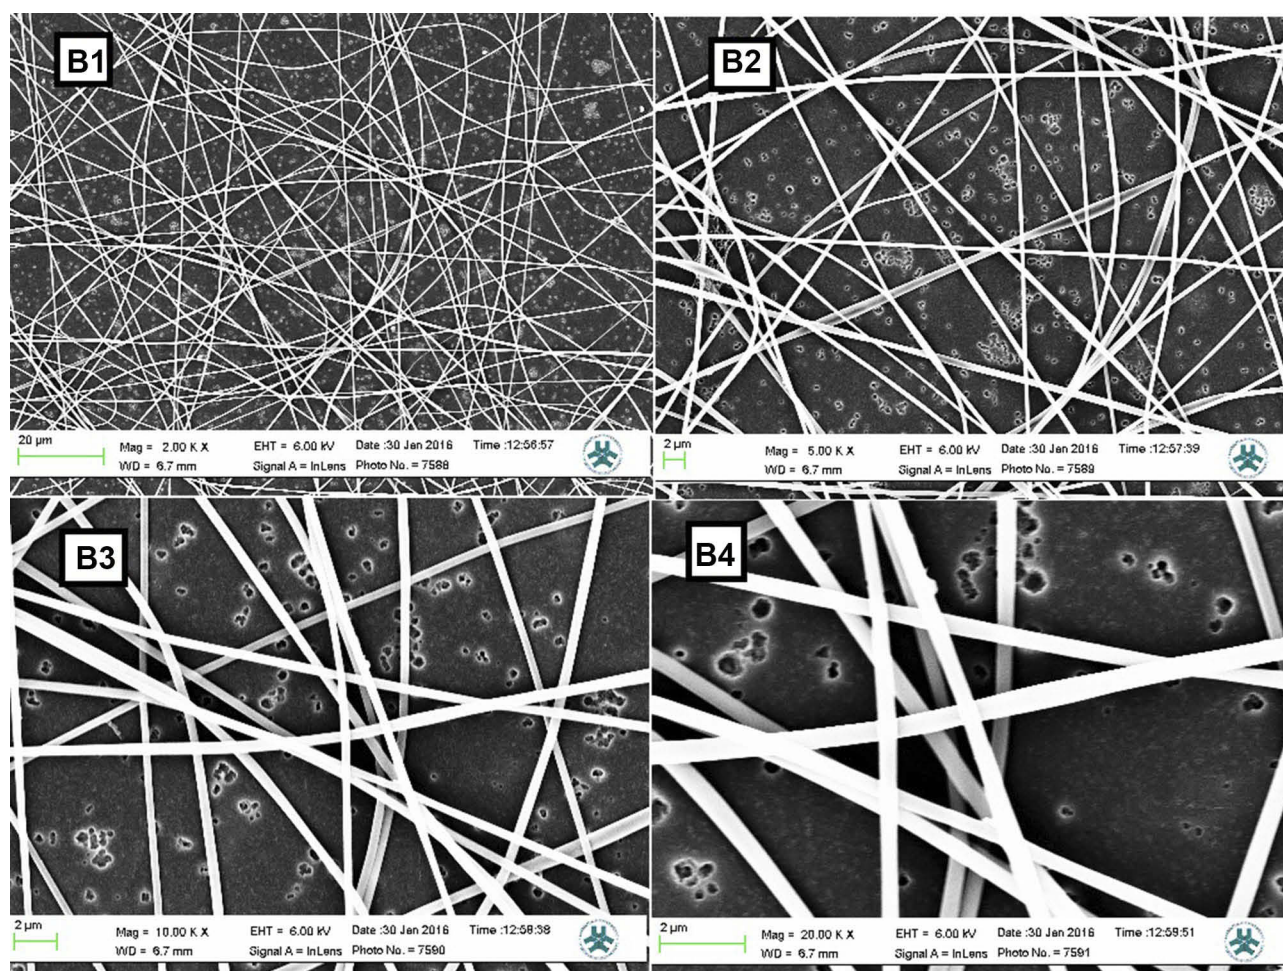 B1
B2
20 µm
Mag = 2.00 K X
EHT = 6.00 kV
Date :30 Jan 2016
Time :12:56:57
WD = 6.7 mm
Signal A = InLens
Photo No. = 7588
2 µm
Mag = 5.00 K X
EHT = 6.00 kV
Date :30 Jan 2016
Time :12:57:39
WD = 6.7 mm
Signal A = InLens
Photo No. = 7589
B3
B4
2 µm
Mag = 10.00 K X
EHT = 6.00 kV
Date :30 Jan 2016
Time :12:58:38
WD = 6.7 mm
Signal A = InLens
Photo No. = 7590
2 µm
Mag = 20.00 K X
EHT = 6.00 kV
Date :30 Jan 2016
Time :12:59:51
WD = 6.7 mm
Signal A = InLens
Photo No. = 7591